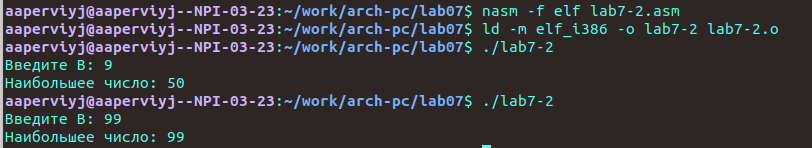 aaperviyj@aaperviyj--NPI-03-23:~/work/arch-pc/lab07$ nasm -f elf lab7-2.asm
aaperviyj@aaperviyj--NPI-03-23:~/work/arch-pc/lab07$ ld -m elf_i386 -o lab7-2 lab7-2.o
aaperviyj@aaperviyj--NPI-03-23:~/work/arch-pc/lab07$ ./lab7-2
Введите B: 9
Наибольшее число: 50
aaperviyj@aaperviyj--NPI-03-23:~/work/arch-pc/lab07$ ./lab7-2
Введите B: 99
Наибольшее число: 99